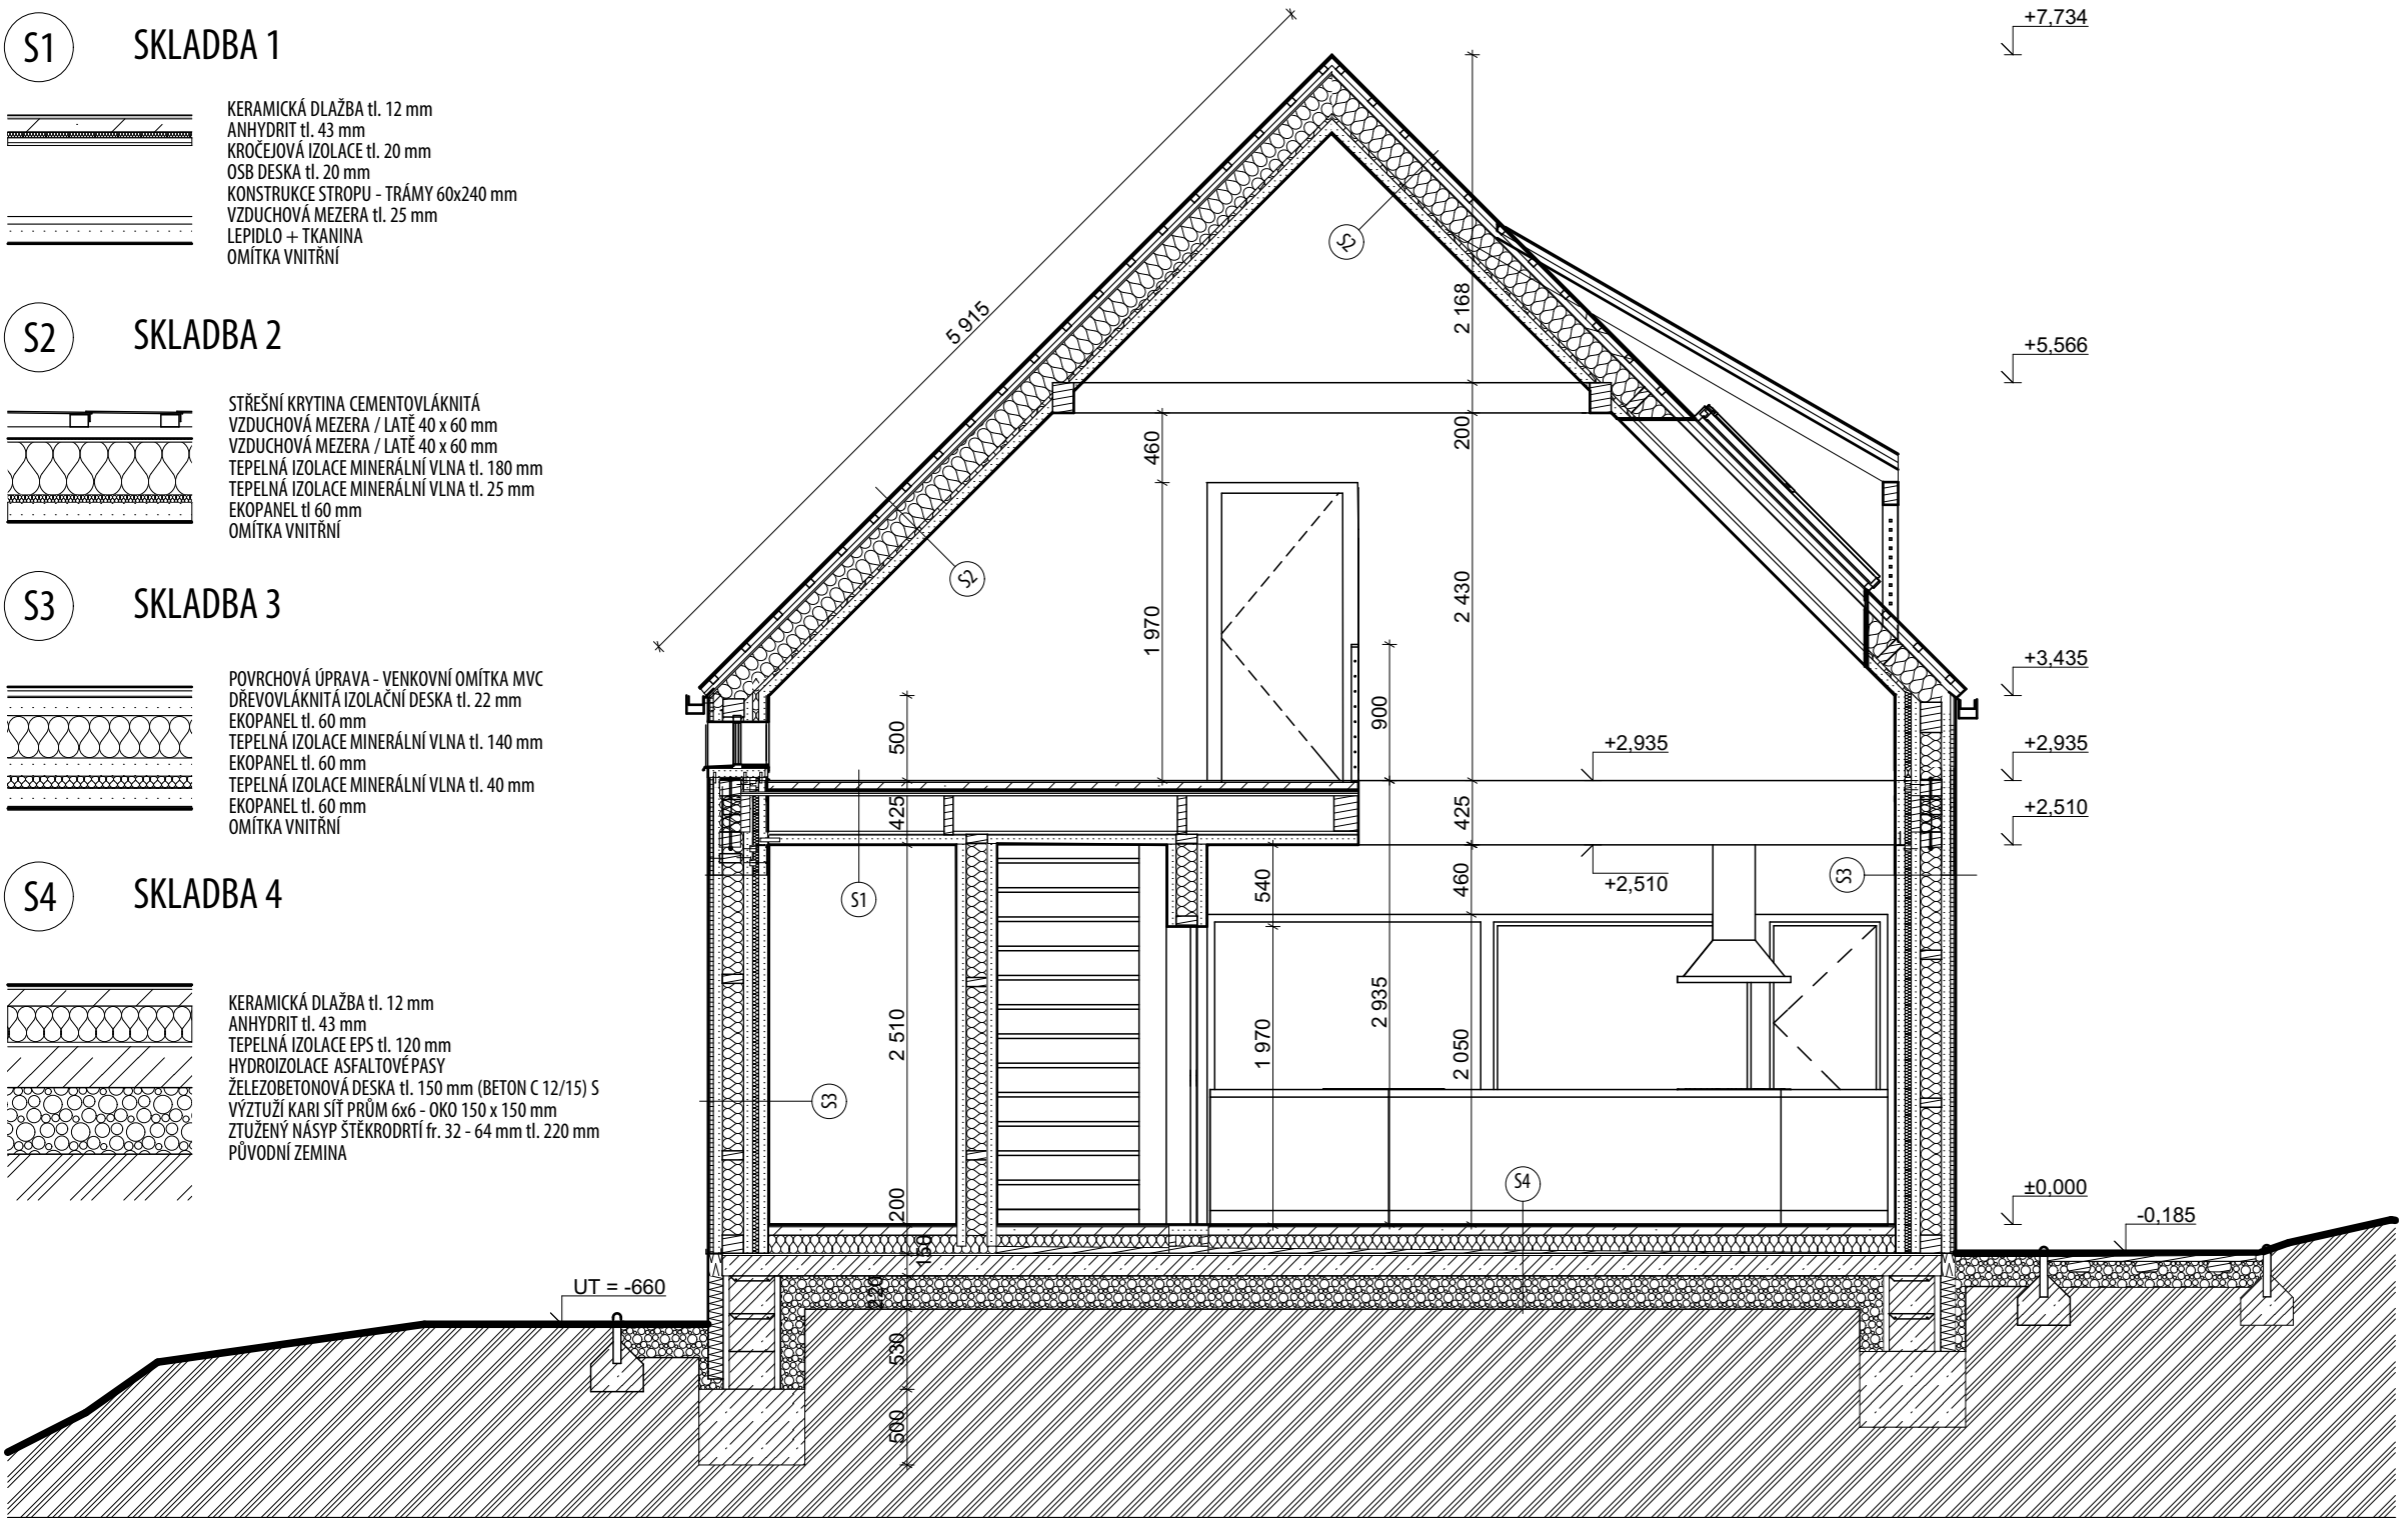 S1 SKLADBA 1
KERAMICKÁ DLAŽBA tl. 12 mm
ANHYDRIT tl. 43 mm
KROČEJOVÁ IZOLACE tl. 20 mm
OSB DESKA tl. 20 mm
KONSTRUKCE STROPU - TRÁMY 60x240 mm
VZDUCHOVÁ MEZERA tl. 25 mm
LEPIDLO + TKANINA
OMÍTKA VNITŘNÍ
S2 SKLADBA 2
STŘEŠNÍ KRYTINA CEMENTOVLÁKNITÁ
VZDUCHOVÁ MEZERA / LATĚ 40 x 60 mm
VZDUCHOVÁ MEZERA / LATĚ 40 x 60 mm
TEPELNÁ IZOLACE MINERÁLNÍ VLNA tl. 180 mm
TEPELNÁ IZOLACE MINERÁLNÍ VLNA tl. 25 mm
EKOPANEL tl 60 mm
OMÍTKA VNITŘNÍ
S3 SKLADBA 3
POVRCHOVÁ ÚPRAVA - VENKOVNÍ OMÍTKA MVC
DŘEVOVLÁKNITÁ IZOLAČNÍ DESKA tl. 22 mm
EKOPANEL tl. 60 mm
TEPELNÁ IZOLACE MINERÁLNÍ VLNA tl. 140 mm
EKOPANEL tl. 60 mm
TEPELNÁ IZOLACE MINERÁLNÍ VLNA tl. 40 mm
EKOPANEL tl. 60 mm
OMÍTKA VNITŘNÍ
S4 SKLADBA 4
KERAMICKÁ DLAŽBA tl. 12 mm
ANHYDRIT tl. 43 mm
TEPELNÁ IZOLACE EPS tl. 120 mm
HYDROIZOLACE ASFALTOVÉ PASY
ŽELEZOBETONOVÁ DESKA tl. 150 mm (BETON C 12/15) S
VÝZTUŽÍ KARI SÍŤ PRŮM 6x6 - OKO 150 x 150 mm
ZTUŽENÝ NÁSYP ŠTĚKRODRTÍ fr. 32 - 64 mm tl. 220 mm
PŮVODNÍ ZEMINA
5 915
S2
S2
2 168
200
460
2 430
1 970
900
500
425
425
+2,935
+2,510
S1
540
460
S3
2 510
1 970
2 935
2 050
S3
S4
200
150
220
530
500
UT = -660
+7,734
+5,566
+3,435
+2,935
+2,510
±0,000
-0,185